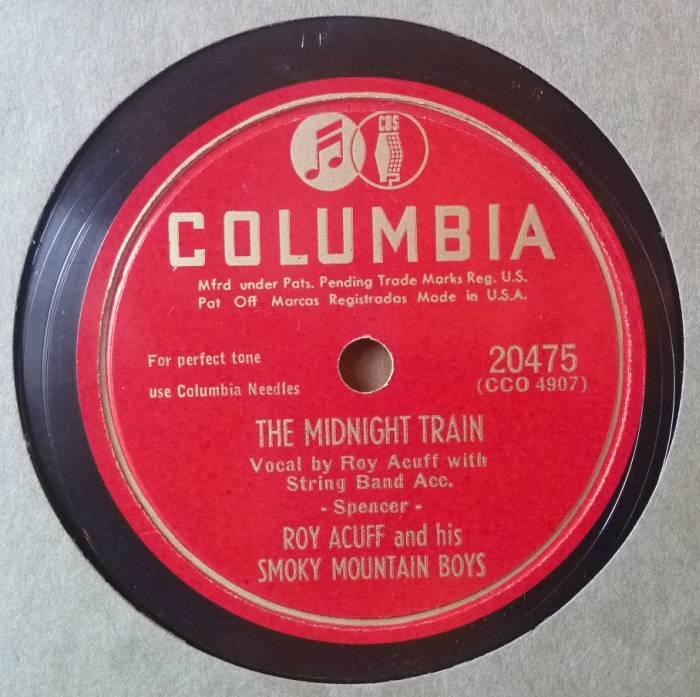 CBS
COLUMBIA
Mfrd. under Pats. Pending Trade Marks Reg. U.S.
Pat Off Marcas Registradas Made in U.S.A.
For perfect tone
use Columbia Needles
20475
(CCO 4907)
THE MIDNIGHT TRAIN
Vocal by Roy Acuff with
String Band Acc.
- Spencer -
ROY ACUFF and his
SMOKY MOUNTAIN BOYS